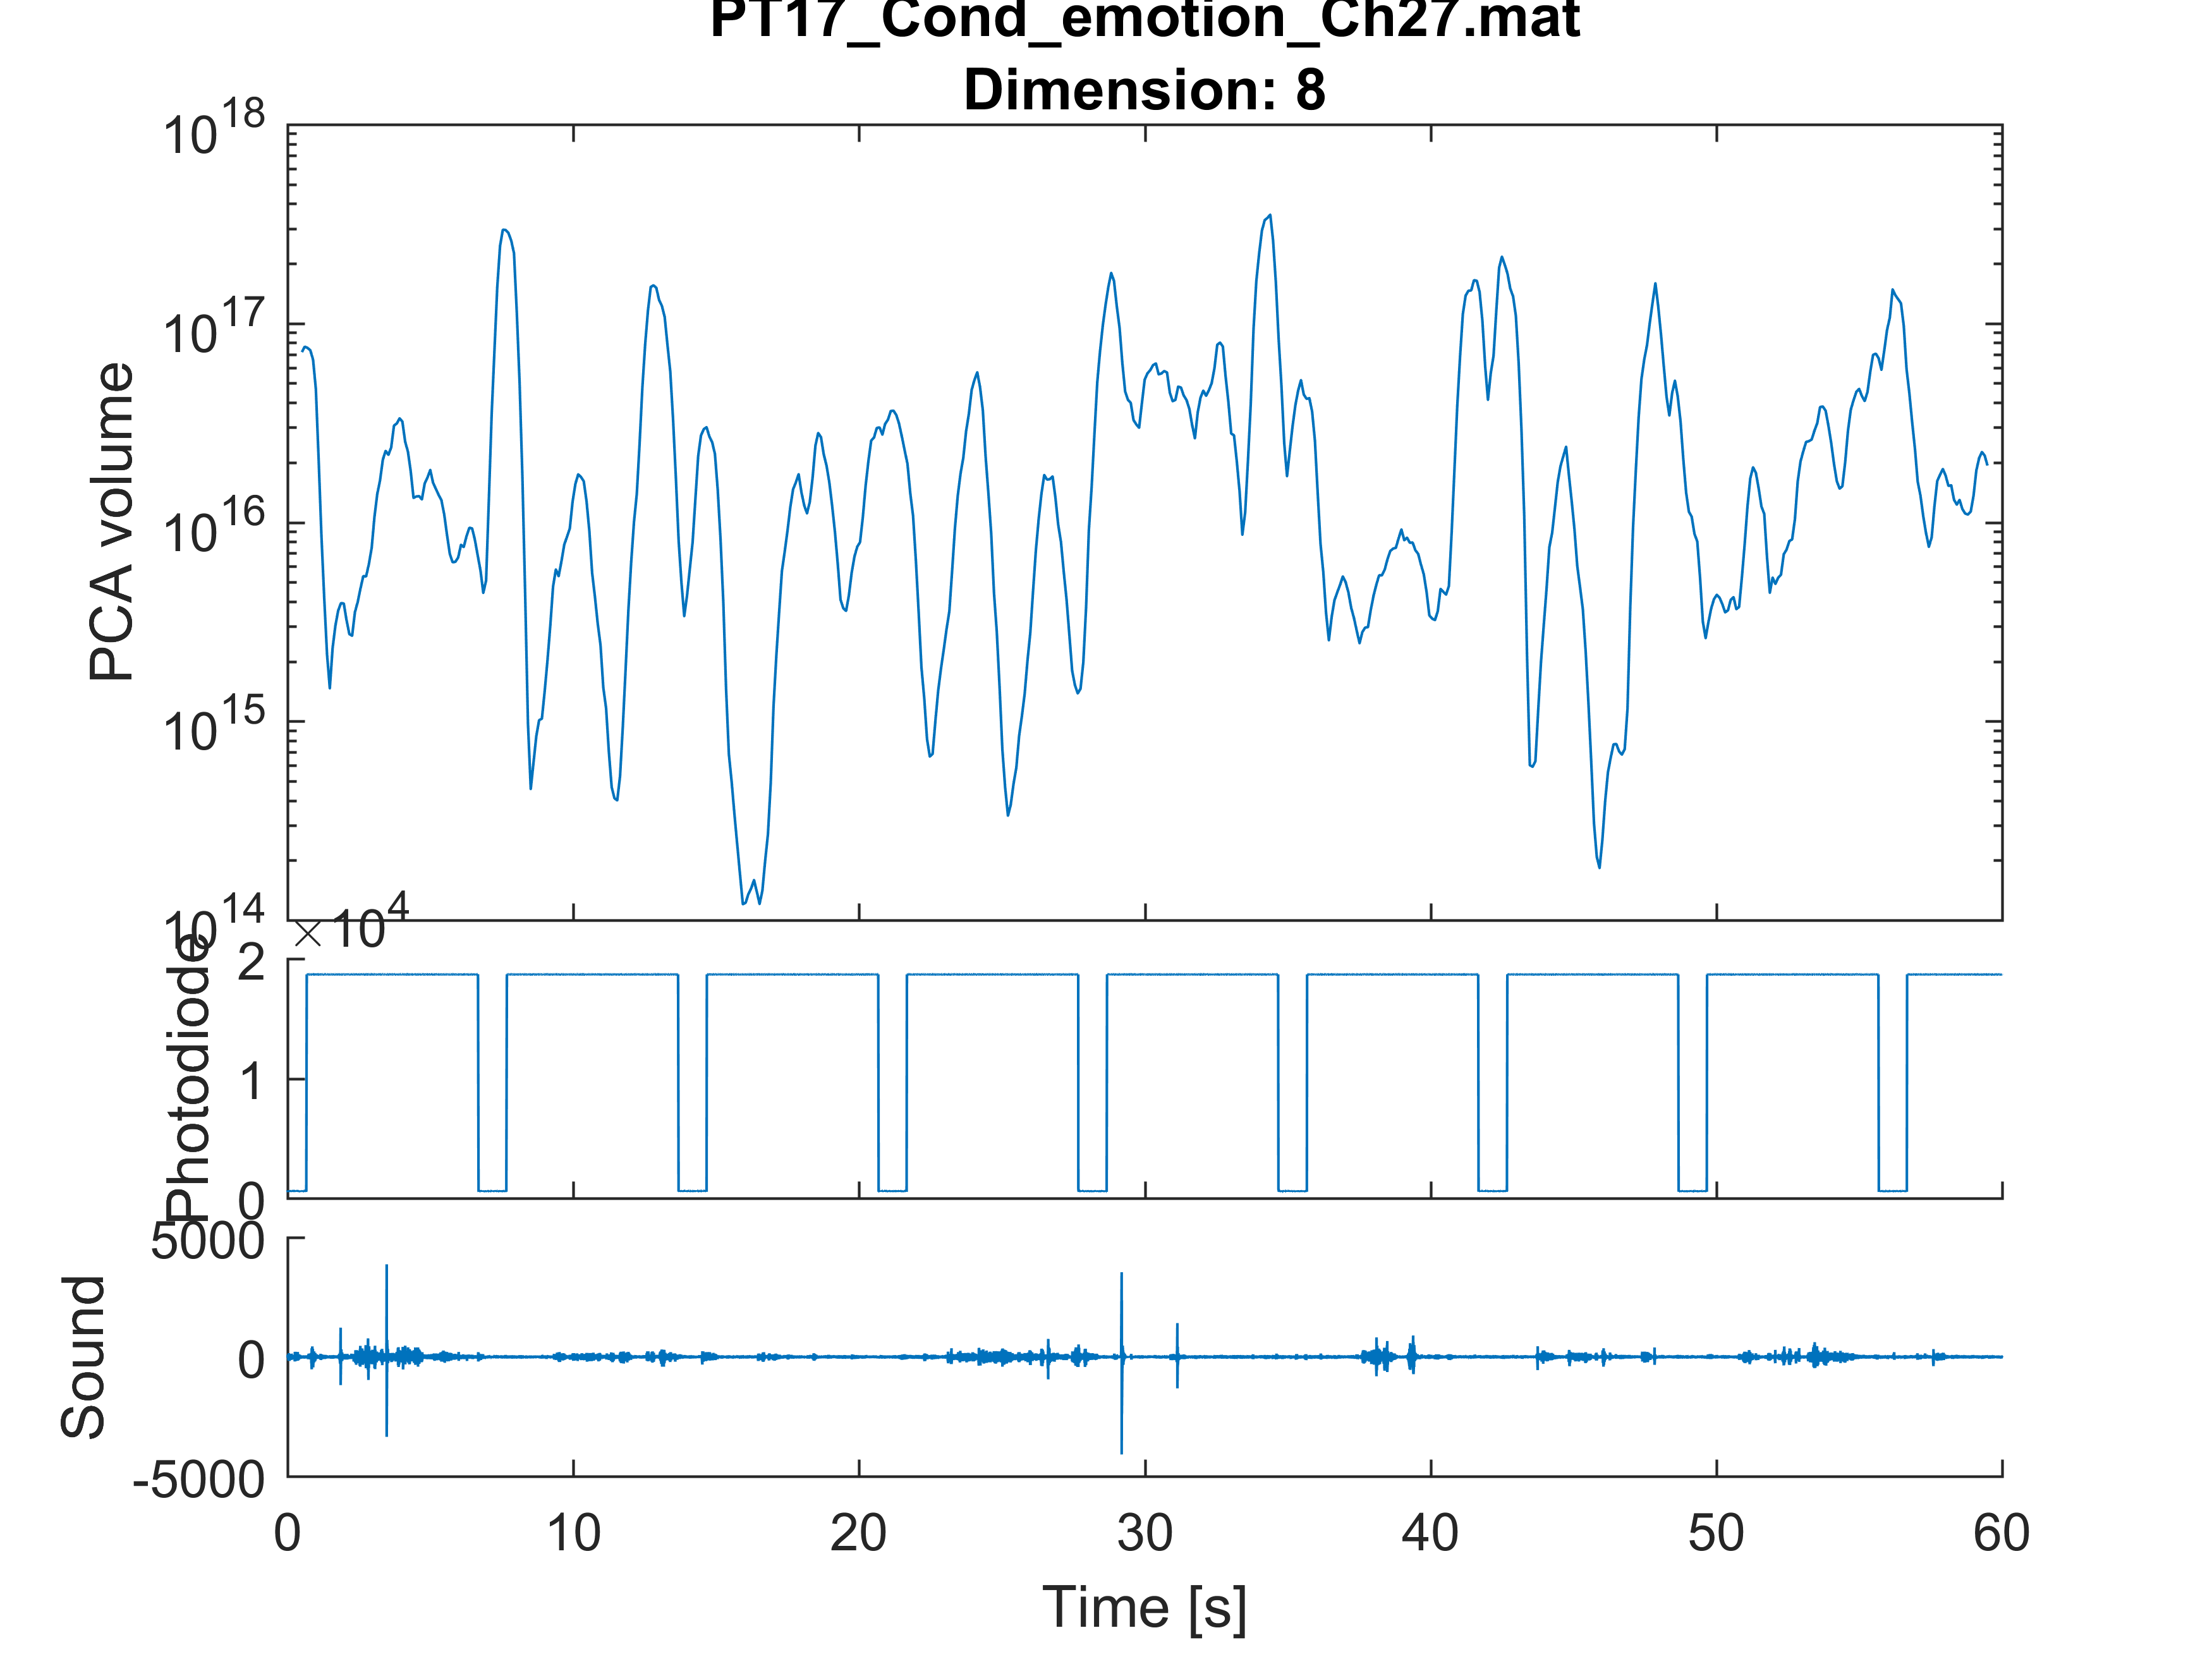 PT17_Cond_emotion_Ch27.mat
Dimension: 8
PCA volume
10^18
10^17
10^16
10^15
10^14
× 10^4
Photodiode
2
1
0
Sound
5000
0
-5000
0 10 20 30 40 50 60
Time [s]